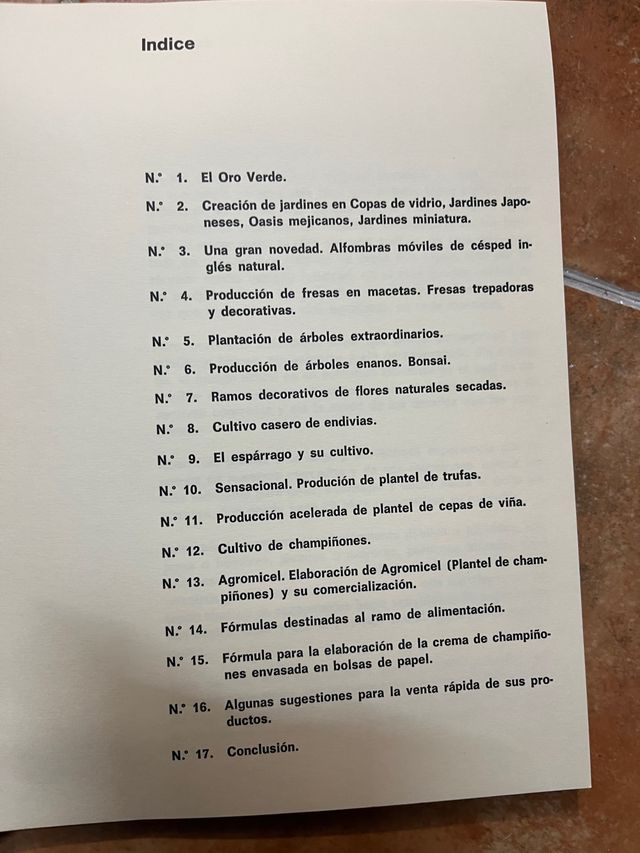 Indice
N.º 1. El Oro Verde.
N.º 2. Creación de jardines en Copas de vidrio, Jardines Japo-
neses, Oasis mejicanos, Jardines miniatura.
N.º 3. Una gran novedad. Alfombras móviles de césped in-
glés natural.
N.º 4. Producción de fresas en macetas. Fresas trepadoras
y decorativas.
N.º 5. Plantación de árboles extraordinarios.
N.º 6. Producción de árboles enanos. Bonsai.
N.º 7. Ramos decorativos de flores naturales secadas.
N.º 8. Cultivo casero de endivias.
N.º 9. El espárrago y su cultivo.
N.º 10. Sensacional. Produción de plantel de trufas.
N.º 11. Producción acelerada de plantel de cepas de viña.
N.º 12. Cultivo de champiñones.
N.º 13. Agromicel. Elaboración de Agromicel (Plantel de cham-
piñones) y su comercialización.
N.º 14. Fórmulas destinadas al ramo de alimentación.
N.º 15. Fórmula para la elaboración de la crema de champiño-
nes envasada en bolsas de papel.
N.º 16. Algunas sugestiones para la venta rápida de sus pro-
ductos.
N.º 17. Conclusión.